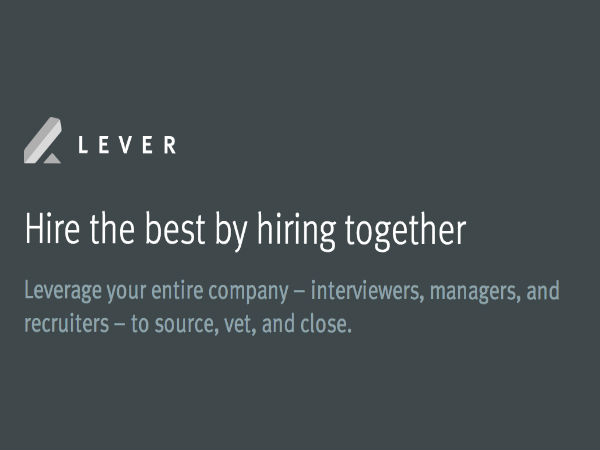 LEVER
Hire the best by hiring together
Leverage your entire company – interviewers, managers, and
recruiters – to source, vet, and close.